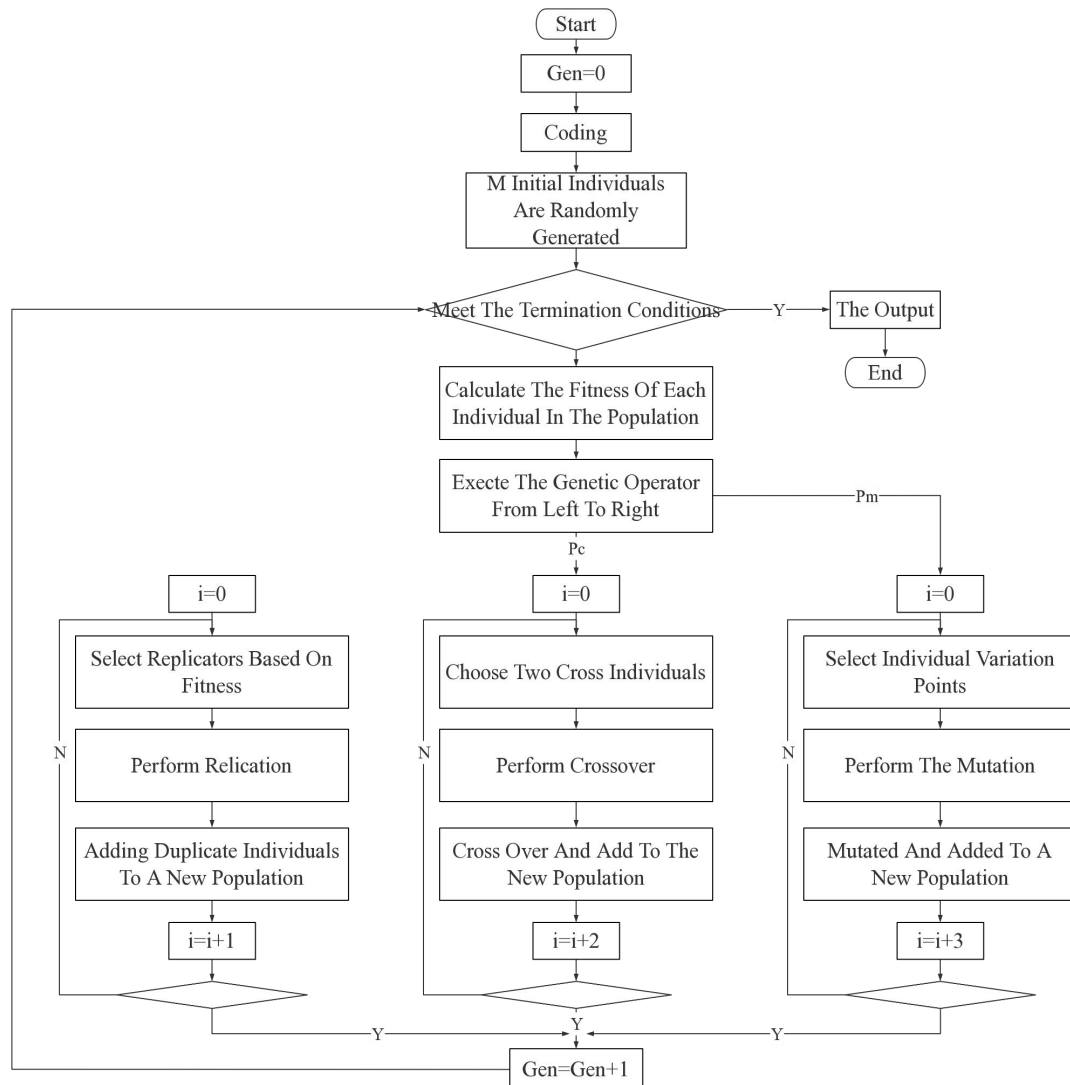 Start
Gen=0
Coding
M Initial Individuals
Are Randomly
Generated
Meet The Termination Conditions
Y
The Output
End
Calculate The Fitness Of Each
Individual In The Population
Execte The Genetic Operator
From Left To Right
Pm
Pc
i=0
i=0
i=0
Select Replicators Based On
Fitness
Choose Two Cross Individuals
Select Individual Variation
Points
N
Perform Relication
N
Perform Crossover
N
Perform The Mutation
Adding Duplicate Individuals
To A New Population
Cross Over And Add To The
New Population
Mutated And Added To A
New Population
i=i+1
i=i+2
i=i+3
Y
Y
Y
Gen=Gen+1